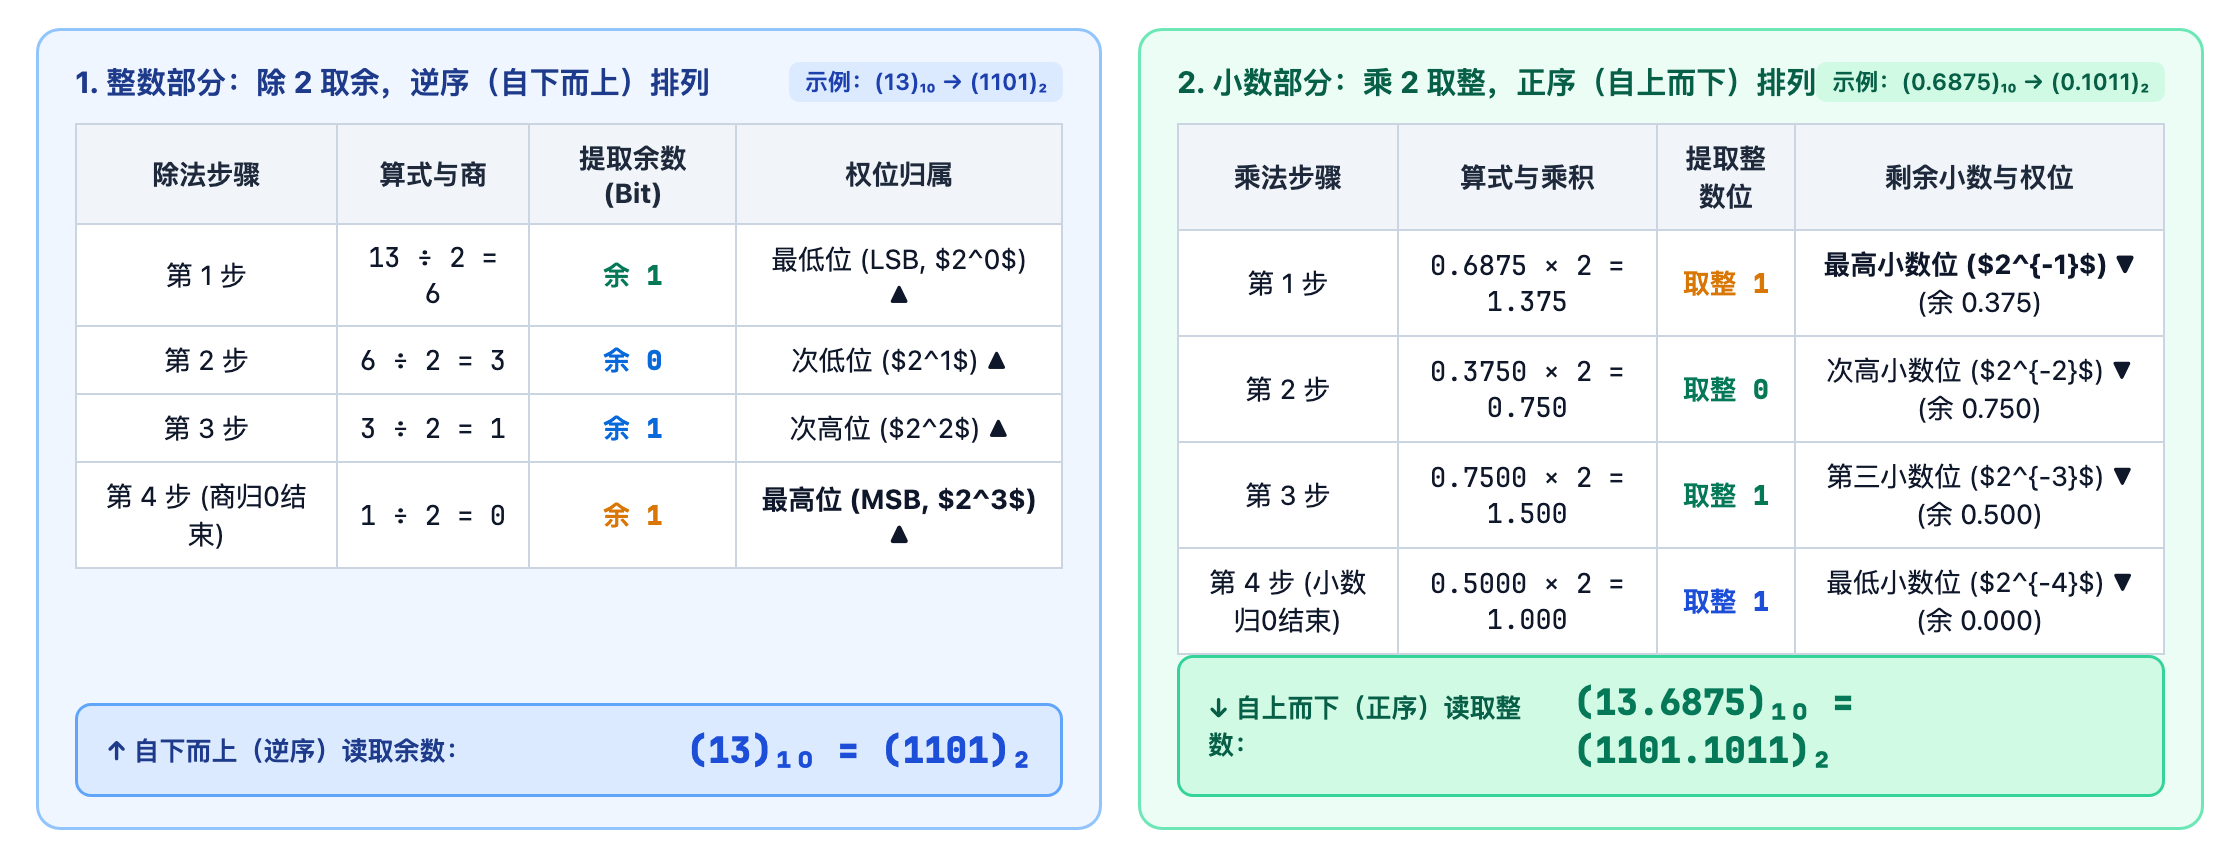 1. 整数部分：除 2 取余，逆序（自下而上）排列
示例：(13)₁₀ → (1101)₂
除法步骤
算式与商
提取余数
(Bit)
权位归属
第 1 步
13 ÷ 2 =
6
余 1
最低位 (LSB, $2^0$)
▲
第 2 步
6 ÷ 2 = 3
余 0
次低位 ($2^1$) ▲
第 3 步
3 ÷ 2 = 1
余 1
次高位 ($2^2$) ▲
第 4 步 (商归0结
束)
1 ÷ 2 = 0
余 1
最高位 (MSB, $2^3$)
▲
↑ 自下而上（逆序）读取余数：
(13)₁₀ = (1101)₂
2. 小数部分：乘 2 取整，正序（自上而下）排列
示例：(0.6875)₁₀ → (0.1011)₂
乘法步骤
算式与乘积
提取整
数位
剩余小数与权位
第 1 步
0.6875 × 2 =
1.375
取整 1
最高小数位 ($2^{-1}$) ▼
(余 0.375)
第 2 步
0.3750 × 2 =
0.750
取整 0
次高小数位 ($2^{-2}$) ▼
(余 0.750)
第 3 步
0.7500 × 2 =
1.500
取整 1
第三小数位 ($2^{-3}$) ▼
(余 0.500)
第 4 步 (小数
归0结束)
0.5000 × 2 =
1.000
取整 1
最低小数位 ($2^{-4}$) ▼
(余 0.000)
↓ 自上而下（正序）读取整
数：
(13.6875)₁₀ =
(1101.1011)₂